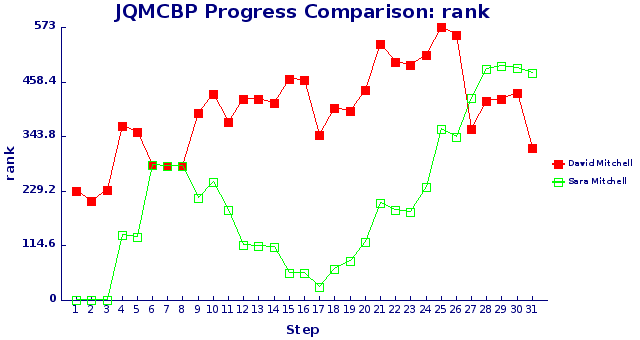 JQMCBP Progress Comparison: rank
573
458.4
343.8
229.2
114.6
0
rank
1 2 3 4 5 6 7 8 9 10 11 12 13 14 15 16 17 18 19 20 21 22 23 24 25 26 27 28 29 30 31
Step
David Mitchell
Sara Mitchell